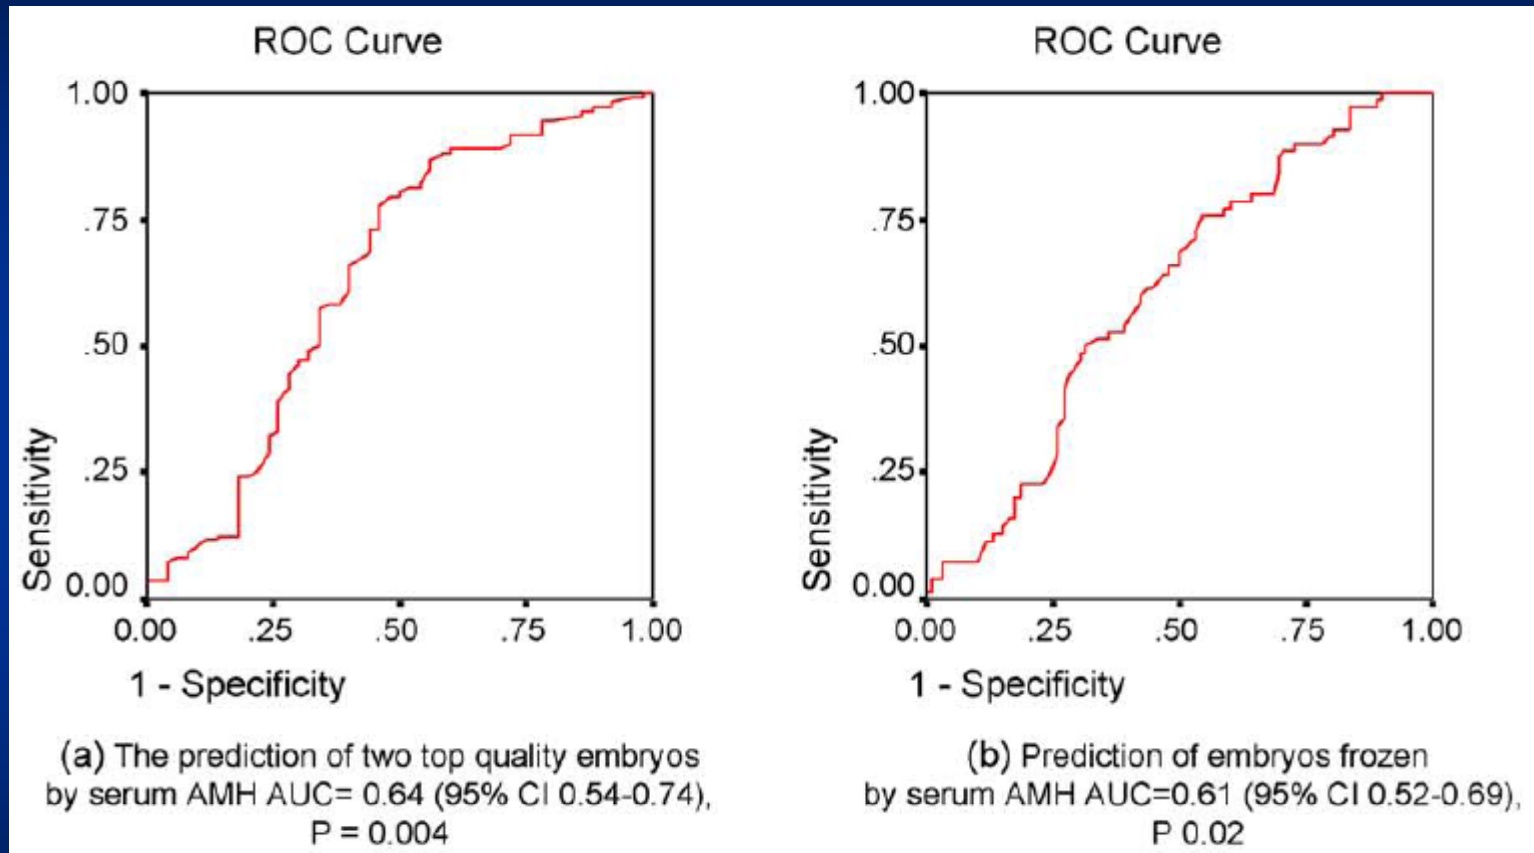 ROC Curve
1.00
.75
.50
.25
0.00
Sensitivity
0.00 .25 .50 .75 1.00
1 - Specificity
(a) The prediction of two top quality embryos
by serum AMH AUC= 0.64 (95% CI 0.54-0.74),
P = 0.004
ROC Curve
1.00
.75
.50
.25
0.00
Sensitivity
0.00 .25 .50 .75 1.00
1 - Specificity
(b) Prediction of embryos frozen
by serum AMH AUC=0.61 (95% CI 0.52-0.69),
P 0.02